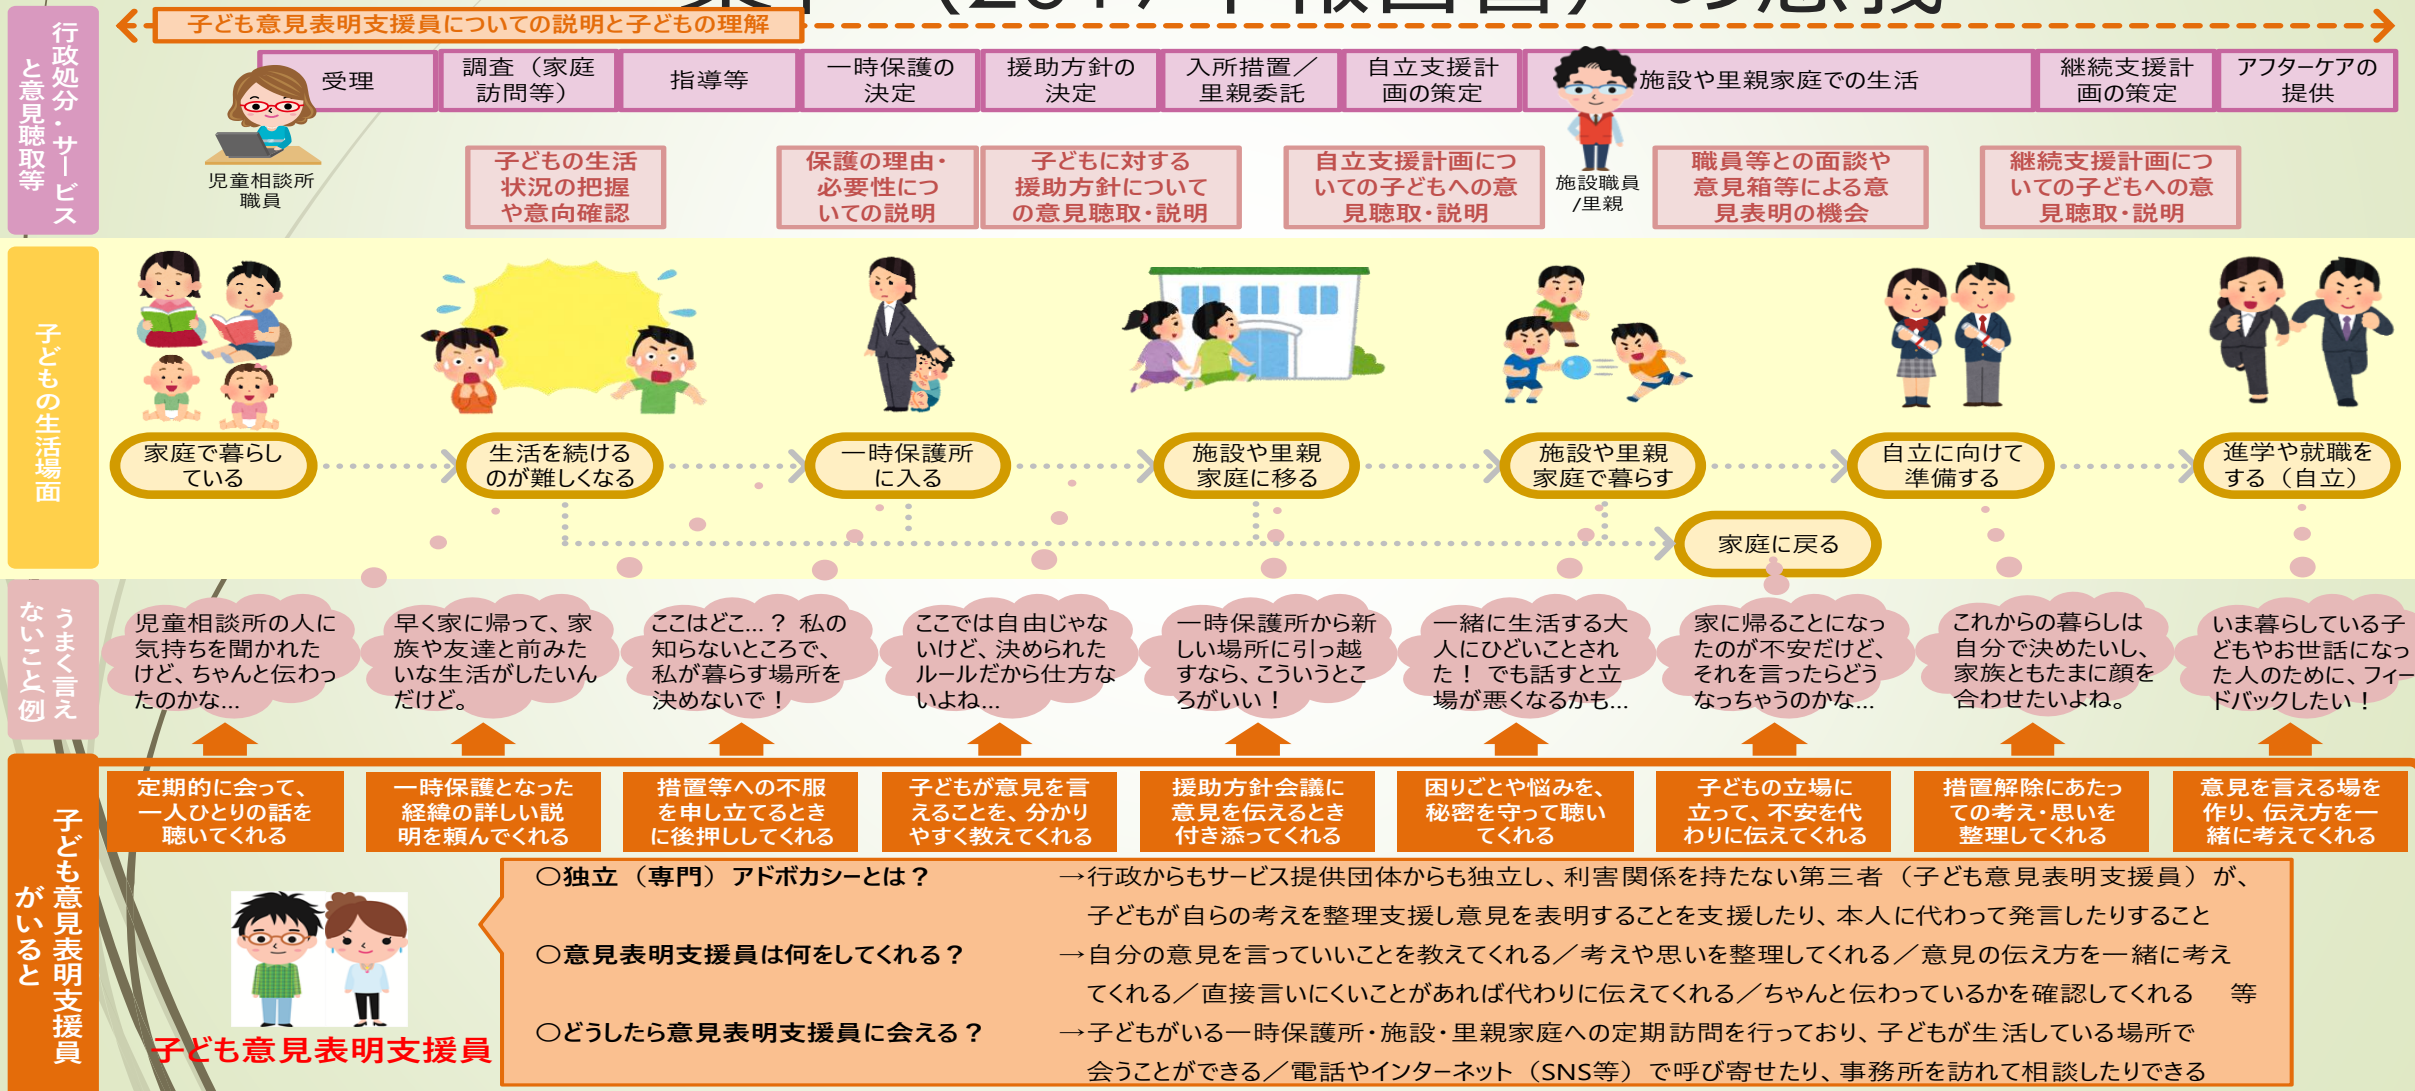 子ども意見表明支援員についての説明と子どもの理解
行政処分・サービス
と意見聴取等
受理
調査（家庭
訪問等）
指導等
一時保護の
決定
援助方針の
決定
入所措置／
里親委託
自立支援計
画の策定
施設や里親家庭での生活
継続支援計
画の策定
アフターケアの
提供
児童相談所
職員
子どもの生活
状況の把握
や意向確認
保護の理由・
必要性につ
いての説明
子どもに対する
援助方針について
の意見聴取・説明
自立支援計画につ
いての子どもへの意
見聴取・説明
施設職員
/里親
職員等との面談や
意見箱等による意
見表明の機会
継続支援計画につ
いての子どもへの意
見聴取・説明
子どもの生活場面
家庭で暮らし
ている
生活を続ける
のが難しくなる
一時保護所
に入る
施設や里親
家庭に移る
施設や里親
家庭で暮らす
自立に向けて
準備する
進学や就職を
する（自立）
家庭に戻る
うまく言え
ないこと例
児童相談所の人に
気持ちを聞かれた
けど、ちゃんと伝わっ
たのかな…
早く家に帰って、家
族や友達と前みた
いな生活がしたいん
だけど。
ここはどこ…？ 私の
知らないところで、
私が暮らす場所を
決めないで！
ここでは自由じゃな
いけど、決められた
ルールだから仕方な
いよね…
一時保護所から新
しい場所に引っ越
すなら、こういうとこ
ろがいい！
一緒に生活する大
人にひどいことされ
た！ でも話すと立
場が悪くなるかも…
家に帰ることになっ
たのが不安だけど、
それを言ったらどう
なっちゃうのかな…
これからの暮らしは
自分で決めたいし、
家族ともたまに顔を
合わせたいよね。
いま暮らしている子
どもやお世話になっ
た人のために、フィー
ドバックしたい！
子ども意見表明支援員
がいると
定期的に会って、
一人ひとりの話を
聴いてくれる
一時保護となった
経緯の詳しい説
明を頼んでくれる
措置等への不服
を申し立てるとき
に後押ししてくれる
子どもが意見を言
えることを、分かり
やすく教えてくれる
援助方針会議に
意見を伝えるとき
付き添ってくれる
困りごとや悩みを、
秘密を守って聴い
てくれる
子どもの立場に
立って、不安を代
わりに伝えてくれる
措置解除にあたっ
ての考え・思いを
整理してくれる
意見を言える場を
作り、伝え方を一
緒に考えてくれる
子ども意見表明支援員
○独立（専門）アドボカシーとは？ →行政からもサービス提供団体からも独立し、利害関係を持たない第三者（子ども意見表明支援員）が、
子どもが自らの考えを整理支援し意見を表明することを支援したり、本人に代わって発言したりすること
○意見表明支援員は何をしてくれる？ →自分の意見を言っていいことを教えてくれる／考えや思いを整理してくれる／意見の伝え方を一緒に考え
てくれる／直接言いにくいことがあれば代わりに伝えてくれる／ちゃんと伝わっているかを確認してくれる 等
○どうしたら意見表明支援員に会える？ →子どもがいる一時保護所・施設・里親家庭への定期訪問を行っており、子どもが生活している場所で
会うことができる／電話やインターネット（SNS等）で呼び寄せたり、事務所を訪れて相談したりできる